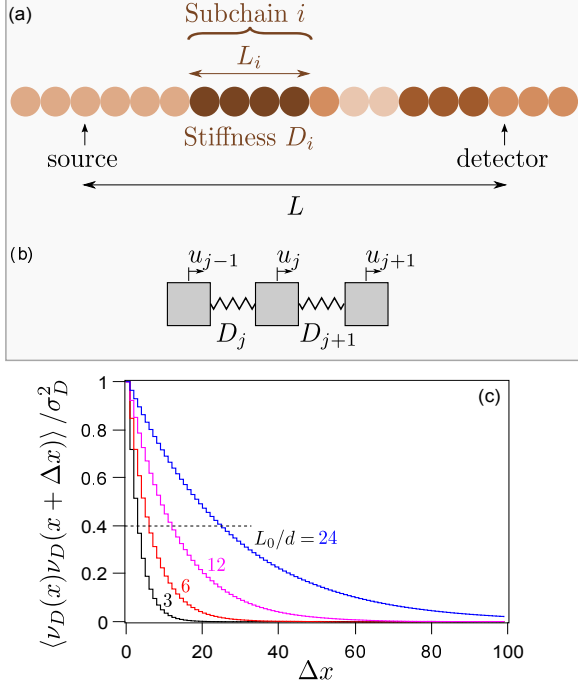 (a)
Subchain i
L_i
Stiffness D_i
source
detector
L
(b)
u_{j−1} u_j u_{j+1}
D_j D_{j+1}
(c)
⟨ν_D(x)ν_D(x + Δx)⟩/σ_D^2
1
0.8
0.6
0.4
0.2
0
L_0/d = 24
12
6
3
0 20 40 60 80 100
Δx